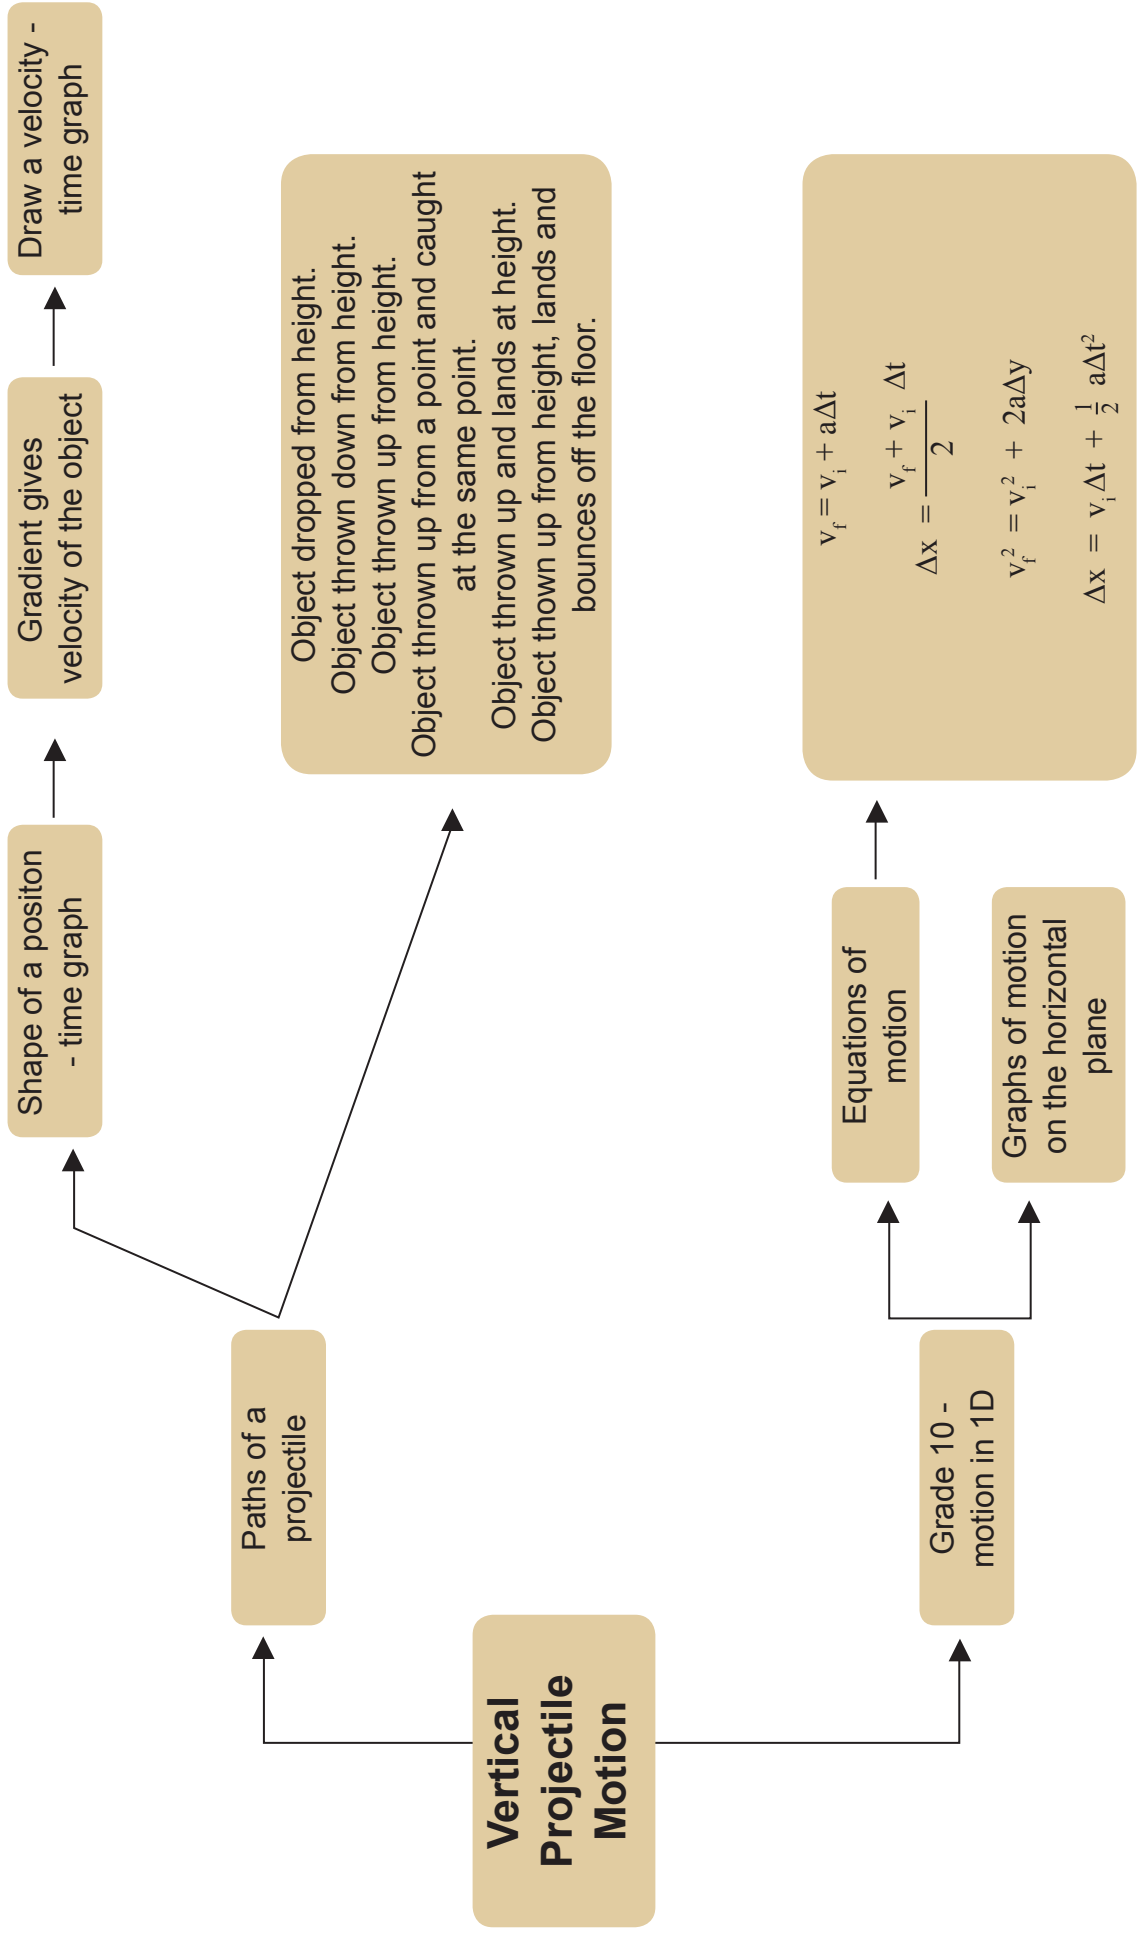 Vertical
Projectile
Motion
Paths of a
projectile
Shape of a positon
- time graph
Gradient gives
velocity of the object
Draw a velocity -
time graph
Object dropped from height.
Object thrown down from height.
Object thrown up from height.
Object thrown up from a point and caught
at the same point.
Object thrown up and lands at height.
Object thown up from height, lands and
bounces off the floor.
Grade 10 -
motion in 1D
Equations of
motion
v_f = v_i + aΔt
Δx = (v_f + v_i)/2 Δt
v_f² = v_i² + 2aΔy
Δx = v_iΔt + ½ aΔt²
Graphs of motion
on the horizontal
plane